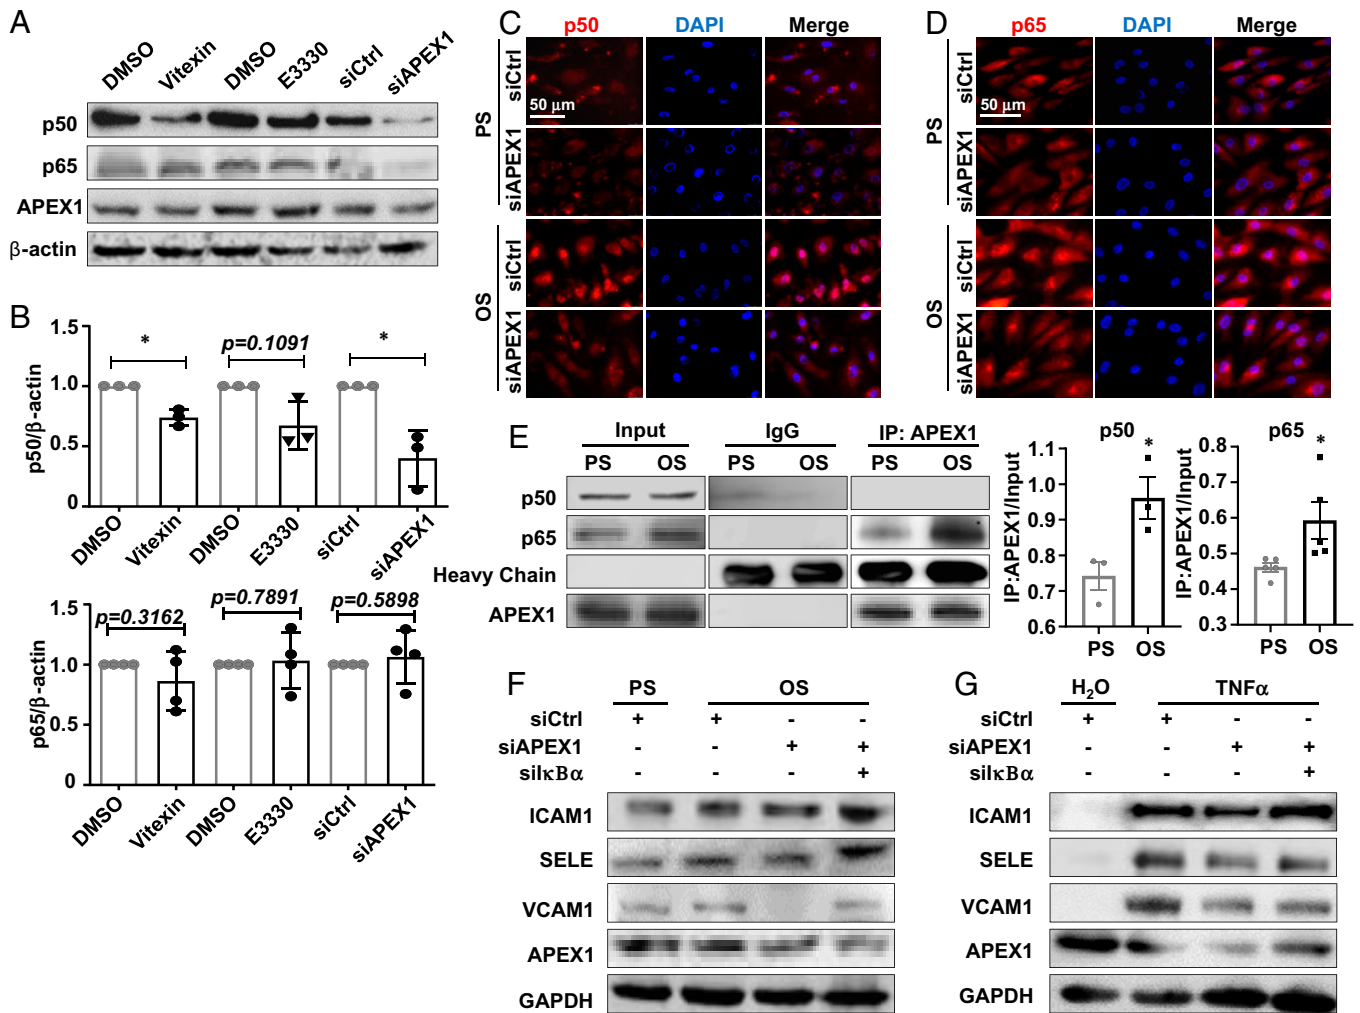 A
DMSO Vitexin DMSO E3330 siCtrl siAPEX1
p50
p65
APEX1
β-actin
B
p50/β-actin
1.5
1.0
0.5
0
* p=0.1091 *
DMSO Vitexin DMSO E3330 siCtrl siAPEX1
p65/β-actin
1.5
1.0
0.5
0
p=0.3162 p=0.7891 p=0.5898
DMSO Vitexin DMSO E3330 siCtrl siAPEX1
C
p50 DAPI Merge
PS
siCtrl
50 μm
siAPEX1
OS
siCtrl
siAPEX1
D
p65 DAPI Merge
PS
siCtrl
50 μm
siAPEX1
OS
siCtrl
siAPEX1
E
Input IgG IP: APEX1
PS OS PS OS PS OS
p50
p65
Heavy Chain
APEX1
p50
IP:APEX1/Input
1.1
1.0
0.9
0.8
0.7
0.6
*
PS OS
p65
IP:APEX1/Input
0.8
0.7
0.6
0.5
0.4
0.3
*
PS OS
F
PS OS
siCtrl + + - -
siAPEX1 - - + +
siIκBα - - - +
ICAM1
SELE
VCAM1
APEX1
GAPDH
G
H2O TNFα
siCtrl + + - -
siAPEX1 - - + +
siIκBα - - - +
ICAM1
SELE
VCAM1
APEX1
GAPDH